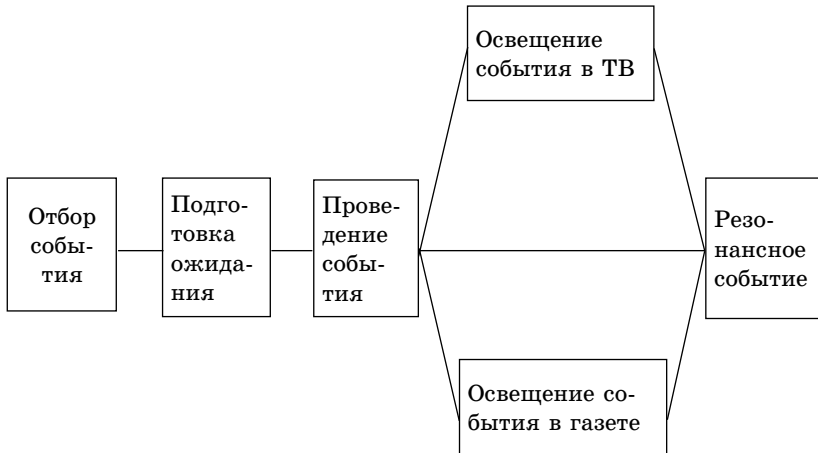 Освещение
события в ТВ
Отбор
собы-
тия
Подго-
товка
ожида-
ния
Прове-
дение
собы-
тия
Резо-
нансное
событие
Освещение со-
бытия в газете